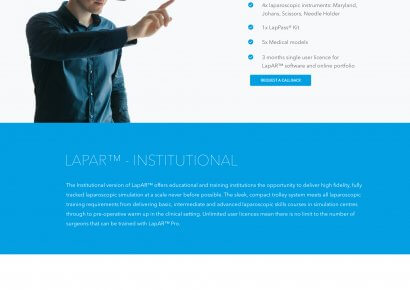 4x laparoscopic instruments: Maryland,
Johans, Scissors, Needle Holder
1x LapPass® Kit
5x Medical models
3 months single user licence for
LapAR™ software and online portfolio
REQUEST A CALLBACK
LAPAR™ - INSTITUTIONAL
The Institutional version of LapAR™ offers educational and training institutions the opportunity to deliver high fidelity, fully
tracked laparoscopic simulation at a scale never before possible. The sleek, compact trolley system meets all laparoscopic
training requirements from delivering basic, intermediate and advanced laparoscopic skills courses in simulation centres
through to pre-operative warm up in the clinical setting. Unlimited user licences mean there is no limit to the number of
surgeons that can be trained with LapAR™ Pro.